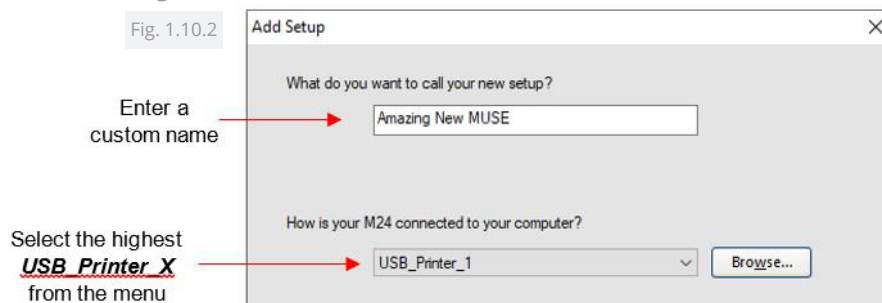 Fig. 1.10.2
Add Setup
What do you want to call your new setup?
Enter a
custom name
Amazing New MUSE
How is your M24 connected to your computer?
Select the highest
USB_Printer_X
from the menu
USB_Printer_1
Browse...